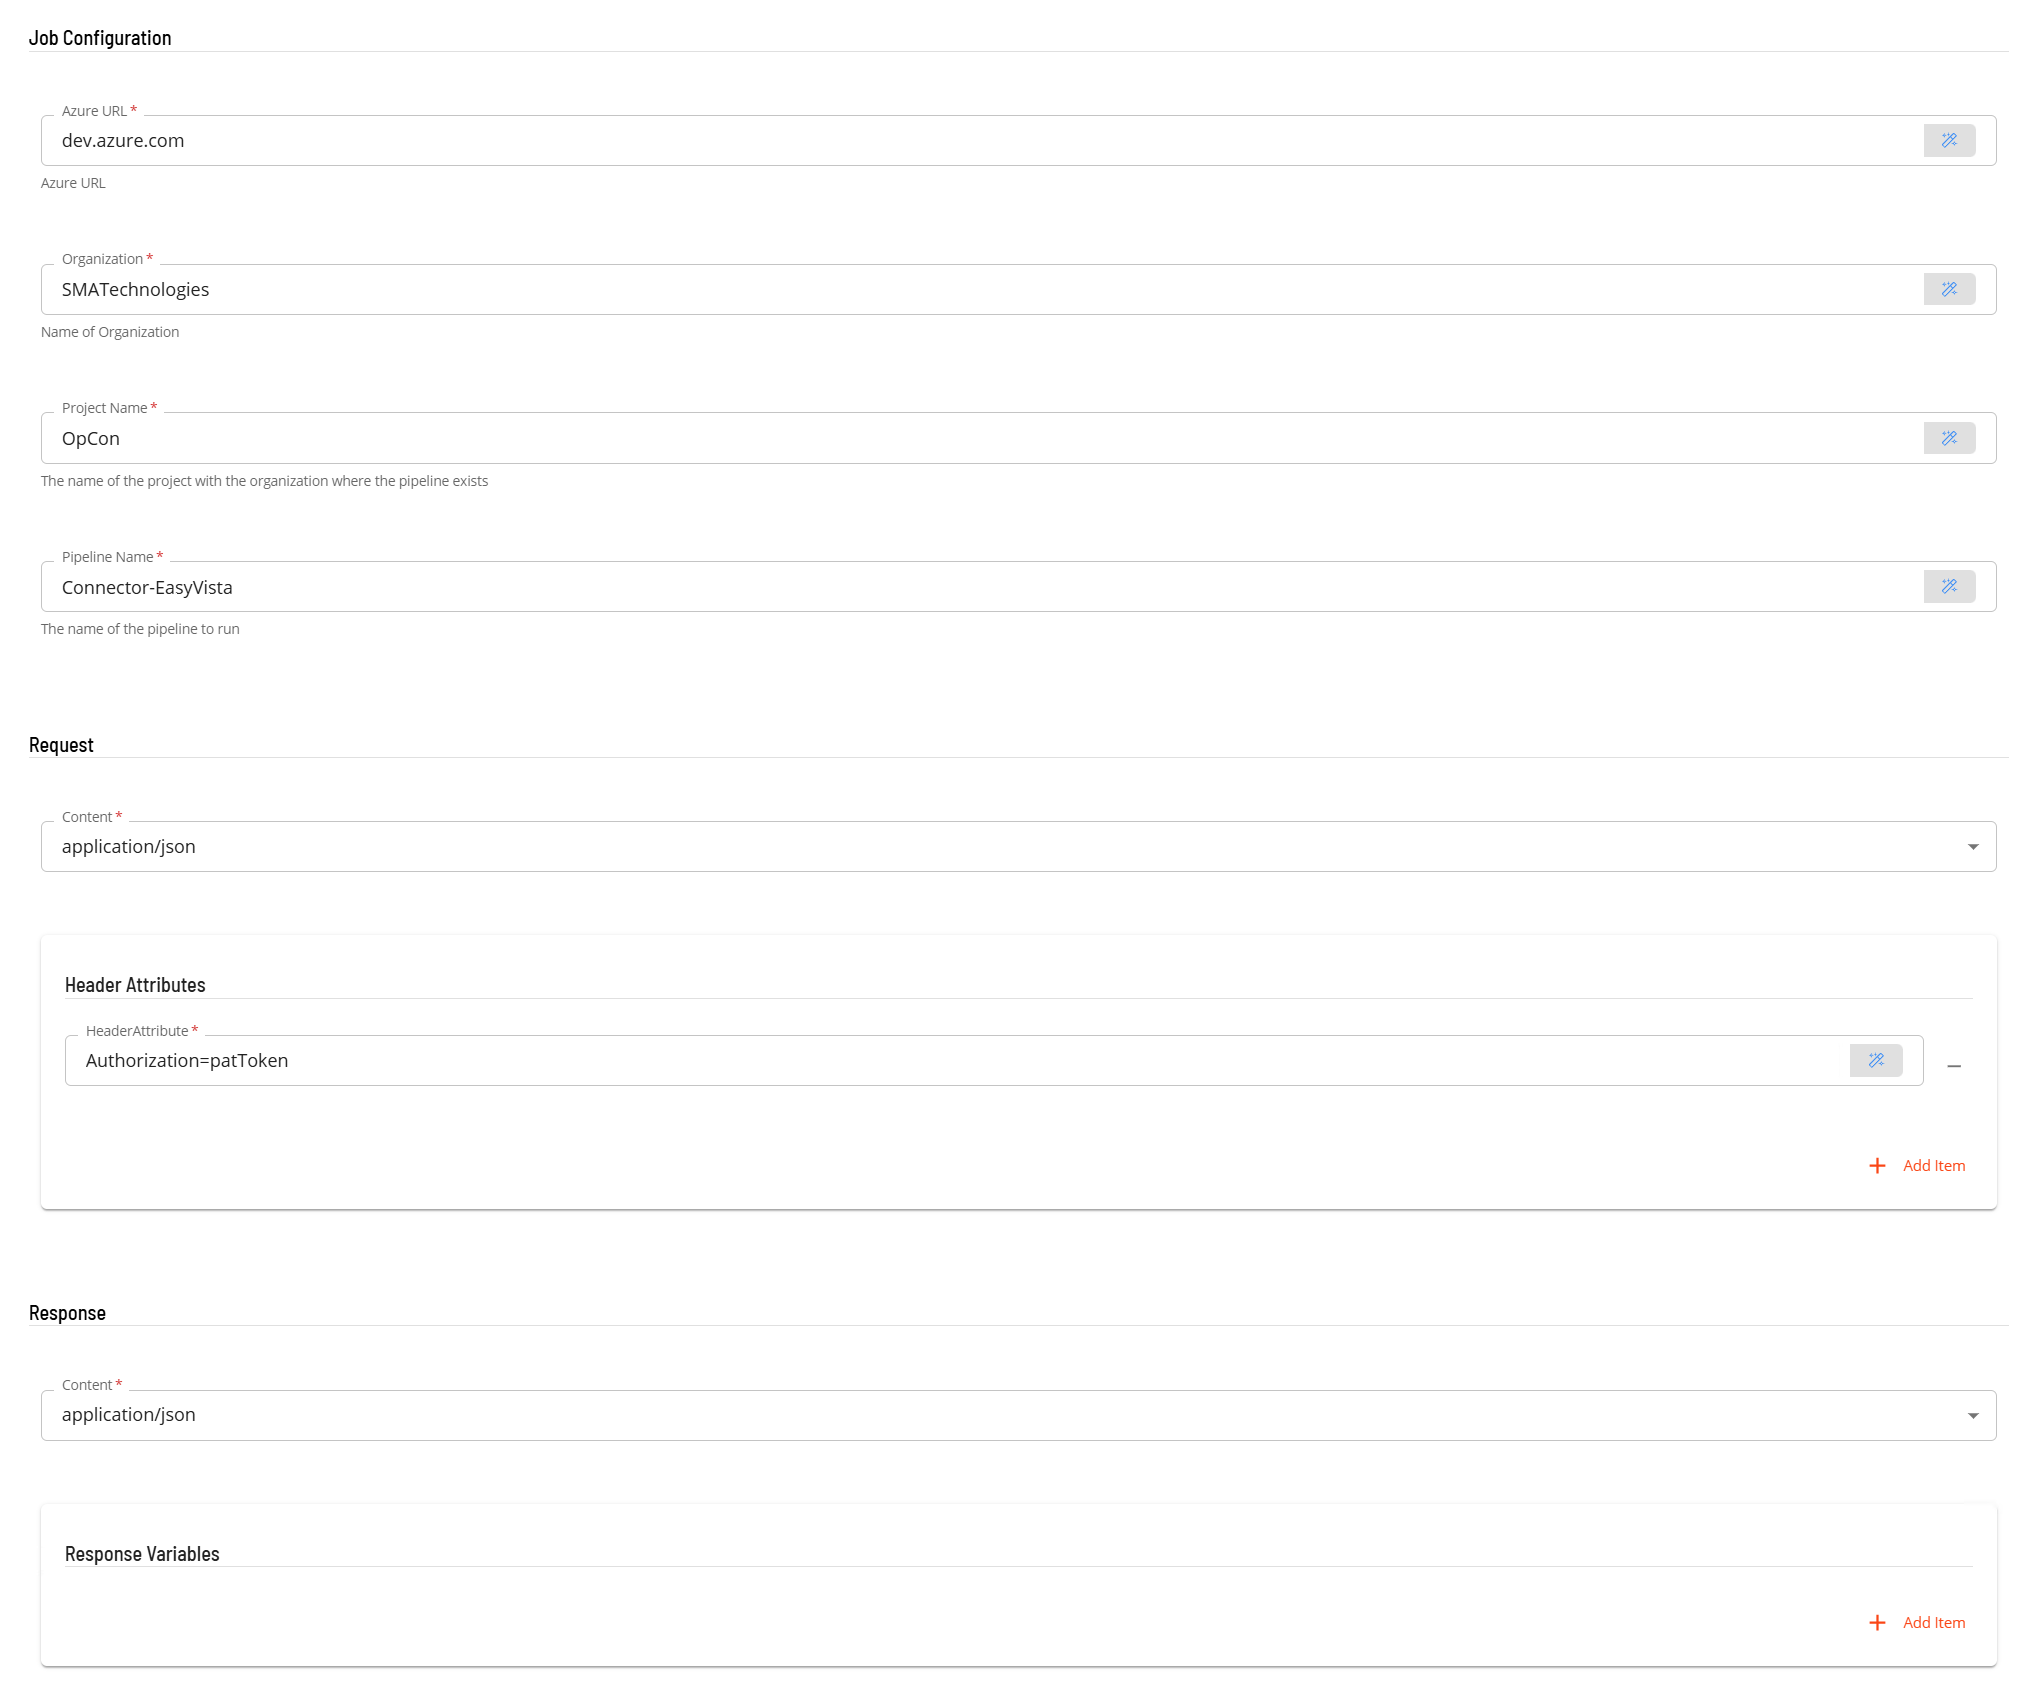 Job Configuration
Azure URL *
dev.azure.com
Azure URL
Organization *
SMATechnologies
Name of Organization
Project Name *
OpCon
The name of the project with the organization where the pipeline exists
Pipeline Name *
Connector-EasyVista
The name of the pipeline to run
Request
Content *
application/json
Header Attributes
HeaderAttribute *
Authorization=patToken
Add Item
Response
Content *
application/json
Response Variables
Add Item